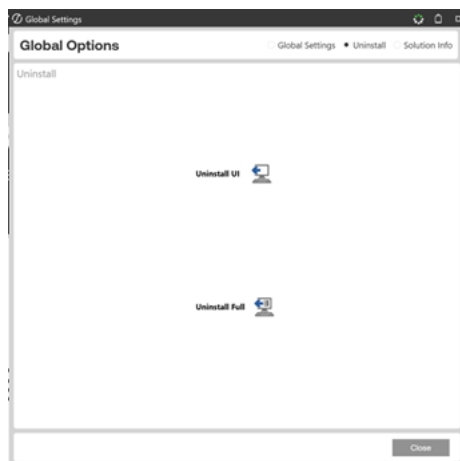 Global Settings
Global Options
Global Settings
Uninstall
Solution Info
Uninstall
Uninstall UI
Uninstall Full
Close